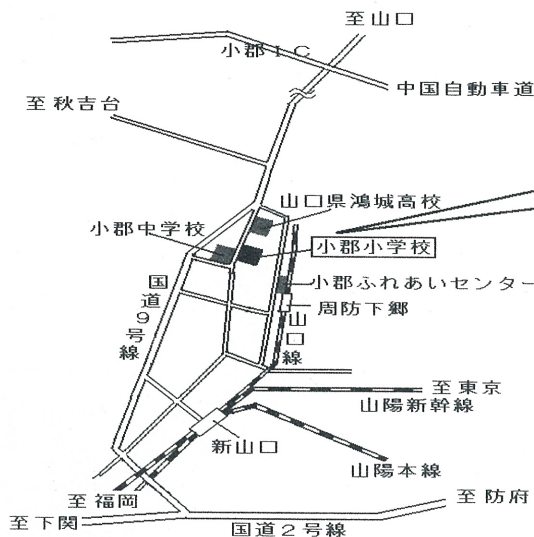 至山口
小郡IC
中国自動車道
至秋吉台
山口県鴻城高校
小郡中学校
小郡小学校
小郡ふれあいセンター
周防下郷
国道9号線
山口線
至東京
山陽新幹線
新山口
山陽本線
至福岡
至防府
至下関
国道2号線